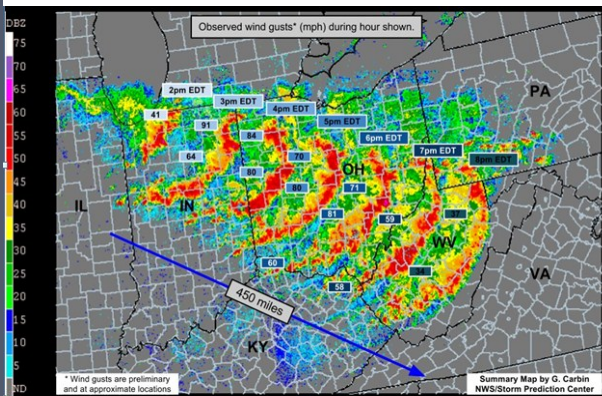 DBZ
75
70
65
60
55
50
45
40
35
30
25
20
15
10
5
ND
Observed wind gusts* (mph) during hour shown.
2pm EDT
3pm EDT
4pm EDT
5pm EDT
6pm EDT
7pm EDT
8pm EDT
PA
41
91
84
64
70
80
OH
80
71
IL
IN
81
59
37
WV
60
34
VA
58
450 miles
KY
* Wind gusts are preliminary
and at approximate locations
Summary Map by G. Carbin
NWS/Storm Prediction Center